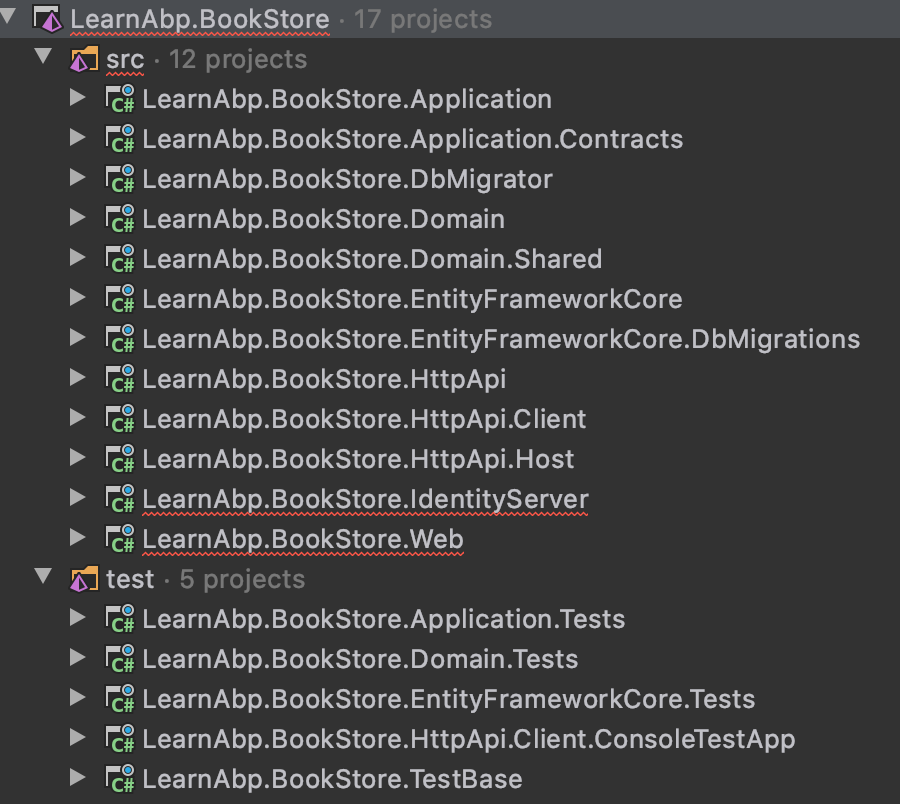 LearnAbp.BookStore · 17 projects
src · 12 projects
C# LearnAbp.BookStore.Application
C# LearnAbp.BookStore.Application.Contracts
C# LearnAbp.BookStore.DbMigrator
C# LearnAbp.BookStore.Domain
C# LearnAbp.BookStore.Domain.Shared
C# LearnAbp.BookStore.EntityFrameworkCore
C# LearnAbp.BookStore.EntityFrameworkCore.DbMigrations
C# LearnAbp.BookStore.HttpApi
C# LearnAbp.BookStore.HttpApi.Client
C# LearnAbp.BookStore.HttpApi.Host
C# LearnAbp.BookStore.IdentityServer
C# LearnAbp.BookStore.Web
test · 5 projects
C# LearnAbp.BookStore.Application.Tests
C# LearnAbp.BookStore.Domain.Tests
C# LearnAbp.BookStore.EntityFrameworkCore.Tests
C# LearnAbp.BookStore.HttpApi.Client.ConsoleTestApp
C# LearnAbp.BookStore.TestBase